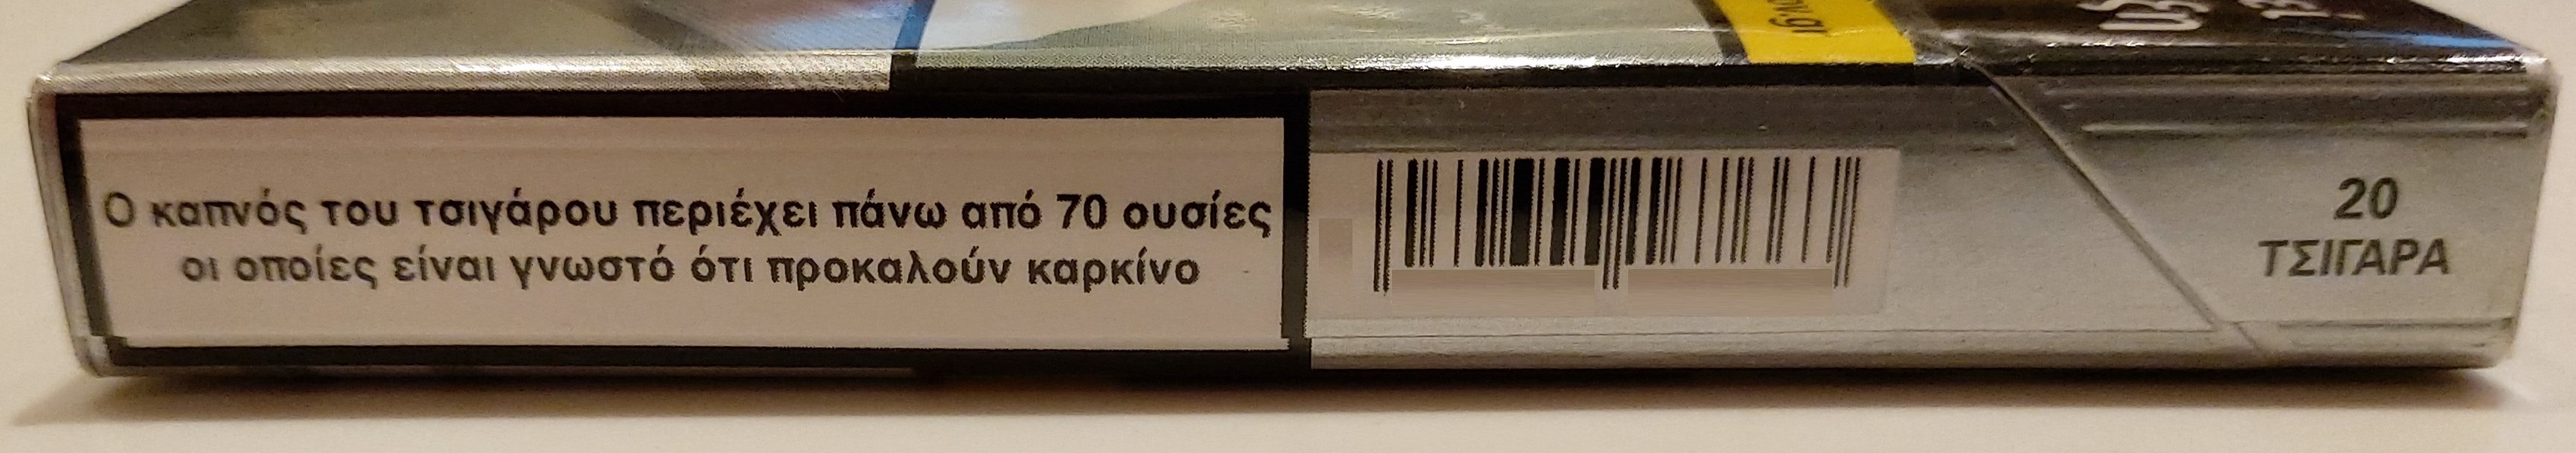 Ο καπνός του τσιγάρου περιέχει πάνω από 70 ουσίες
οι οποίες είναι γνωστό ότι προκαλούν καρκίνο
20
ΤΣΙΓΑΡΑ